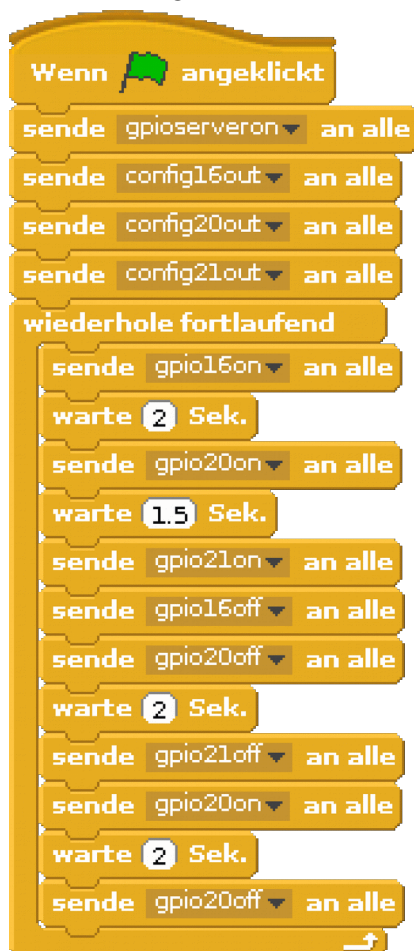 Wenn angeklickt
sende gpioserveron an alle
sende config16out an alle
sende config20out an alle
sende config21out an alle
wiederhole fortlaufend
sende gpio16on an alle
warte 2 Sek.
sende gpio20on an alle
warte 1.5 Sek.
sende gpio21on an alle
sende gpio16off an alle
sende gpio20off an alle
warte 2 Sek.
sende gpio21off an alle
sende gpio20on an alle
warte 2 Sek.
sende gpio20off an alle